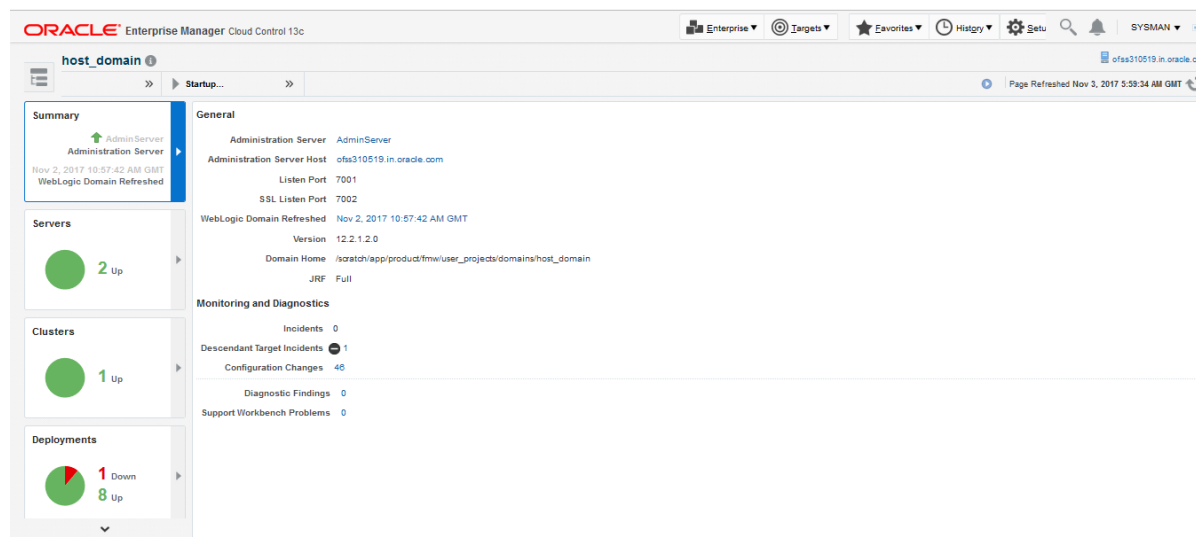 ORACLE Enterprise Manager Cloud Control 13c
Enterprise ▼ Targets ▼ Favorites ▼ History ▼ Setu SYSMAN ▼
host_domain
ofss310519.in.oracle.c
» Startup... » Page Refreshed Nov 3, 2017 5:59:34 AM GMT
Summary
AdminServer
Administration Server
Nov 2, 2017 10:57:42 AM GMT
WebLogic Domain Refreshed
Servers
2 Up
Clusters
1 Up
Deployments
1 Down
8 Up
General
Administration Server AdminServer
Administration Server Host ofss310519.in.oracle.com
Listen Port 7001
SSL Listen Port 7002
WebLogic Domain Refreshed Nov 2, 2017 10:57:42 AM GMT
Version 12.2.1.2.0
Domain Home /scratch/app/product/fmw/user_projects/domains/host_domain
JRF Full
Monitoring and Diagnostics
Incidents 0
Descendant Target Incidents 1
Configuration Changes 46
Diagnostic Findings 0
Support Workbench Problems 0